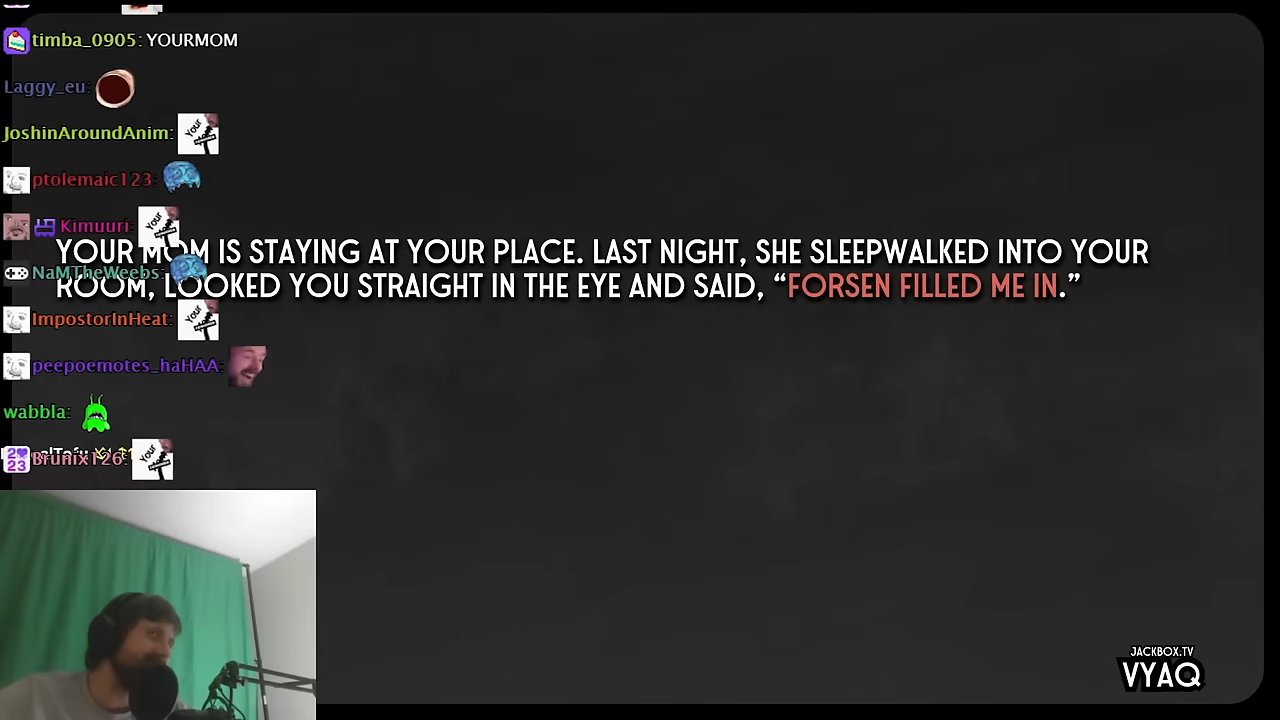 timba_0905: YOURMOM
Laggy_eu:
JoshinAroundAnim:
ptolemaic123:
Kimuuri:
YOUR MOM IS STAYING AT YOUR PLACE. LAST NIGHT, SHE SLEEPWALKED INTO YOUR
NaMTheWeebs:
ROOM, LOOKED YOU STRAIGHT IN THE EYE AND SAID, “FORSEN FILLED ME IN.”
ImpostorInHeat:
peepoemotes_haHAA:
wabbla:
Brunix126:
JACKBOX.TV
VYAQ